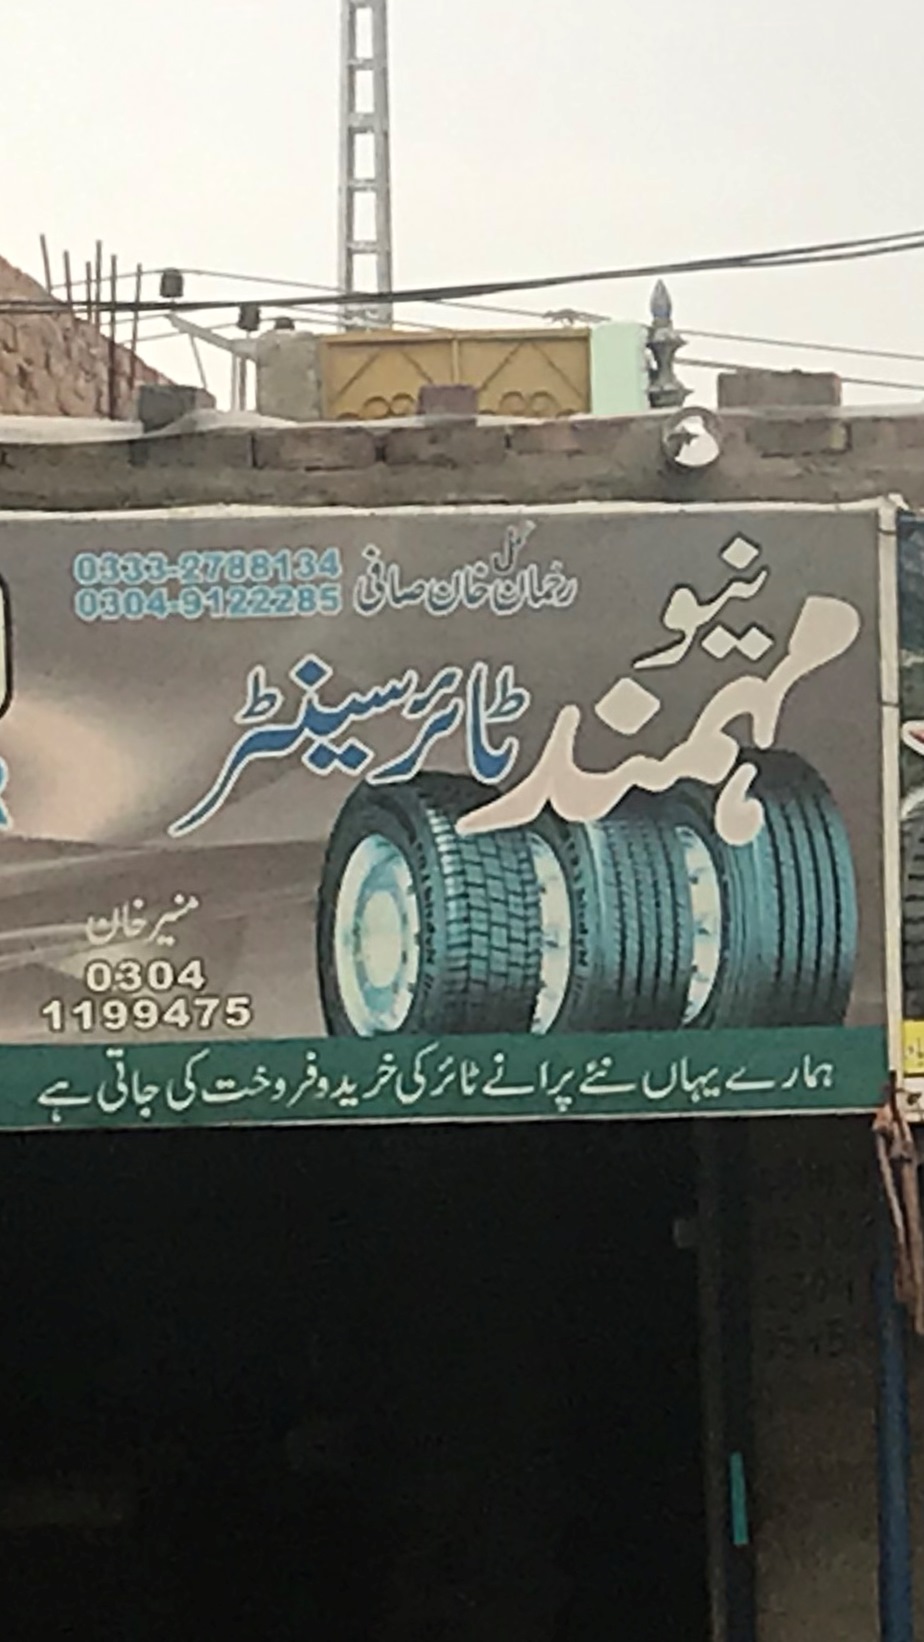 نیو
مہمند ٹائر سینٹر
رحمان گل خان صافی
0333-2788134
0304-9122285
منیر خان
0304
1199475
ہمارے یہاں نئے پرانے ٹائر کی خرید و فروخت کی جاتی ہے